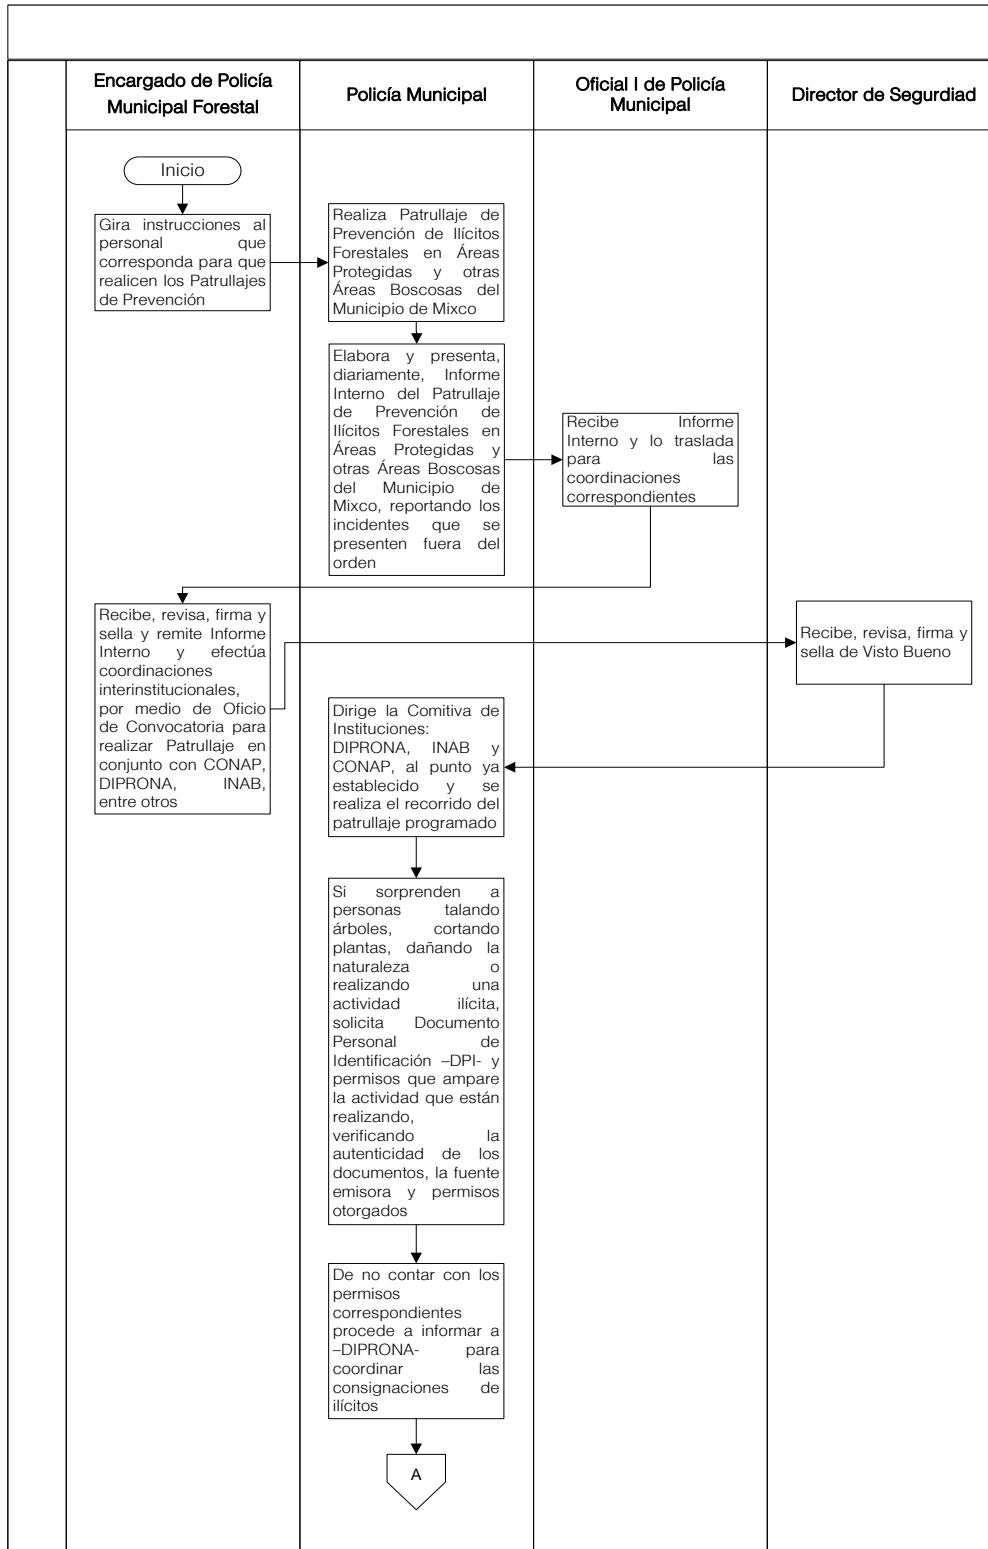 Encargado de Policía
Municipal Forestal
Policía Municipal
Oficial I de Policía
Municipal
Director de Segurdiad
Inicio
Gira instrucciones al
personal que
corresponda para que
realicen los Patrullajes
de Prevención
Realiza Patrullaje de
Prevención de Ilícitos
Forestales en Áreas
Protegidas y otras
Áreas Boscosas del
Municipio de Mixco
Elabora y presenta,
diariamente, Informe
Interno del Patrullaje
de Prevención de
Ilícitos Forestales en
Áreas Protegidas y
otras Áreas Boscosas
del Municipio de
Mixco, reportando los
incidentes que se
presenten fuera del
orden
Recibe Informe
Interno y lo traslada
para las
coordinaciones
correspondientes
Recibe, revisa, firma y
sella y remite Informe
Interno y efectúa
coordinaciones
interinstitucionales,
por medio de Oficio
de Convocatoria para
realizar Patrullaje en
conjunto con CONAP,
DIPRONA, INAB,
entre otros
Recibe, revisa, firma y
sella de Visto Bueno
Dirige la Comitiva de
Instituciones:
DIPRONA, INAB y
CONAP, al punto ya
establecido y se
realiza el recorrido del
patrullaje programado
Si sorprenden a
personas talando
árboles, cortando
plantas, dañando la
naturaleza o
realizando una
actividad ilícita,
solicita Documento
Personal de
Identificación –DPI- y
permisos que ampare
la actividad que están
realizando,
verificando la
autenticidad de los
documentos, la fuente
emisora y permisos
otorgados
De no contar con los
permisos
correspondientes
procede a informar a
–DIPRONA- para
coordinar las
consignaciones de
ilícitos
A